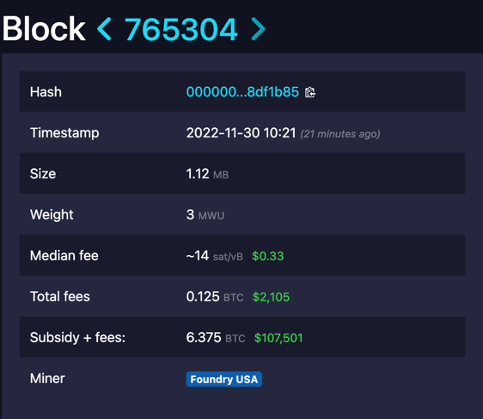 Block < 765304 >
Hash 000000...8df1b85
Timestamp 2022-11-30 10:21 (21 minutes ago)
Size 1.12 MB
Weight 3 MWU
Median fee ~14 sat/vB $0.33
Total fees 0.125 BTC $2,105
Subsidy + fees: 6.375 BTC $107,501
Miner Foundry USA